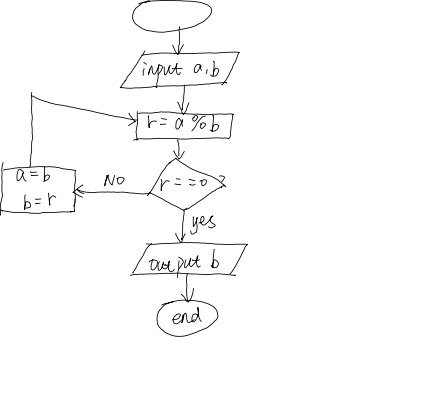 input a,b
r = a % b
r == 0 ?
NO
a = b
b = r
yes
output b
end